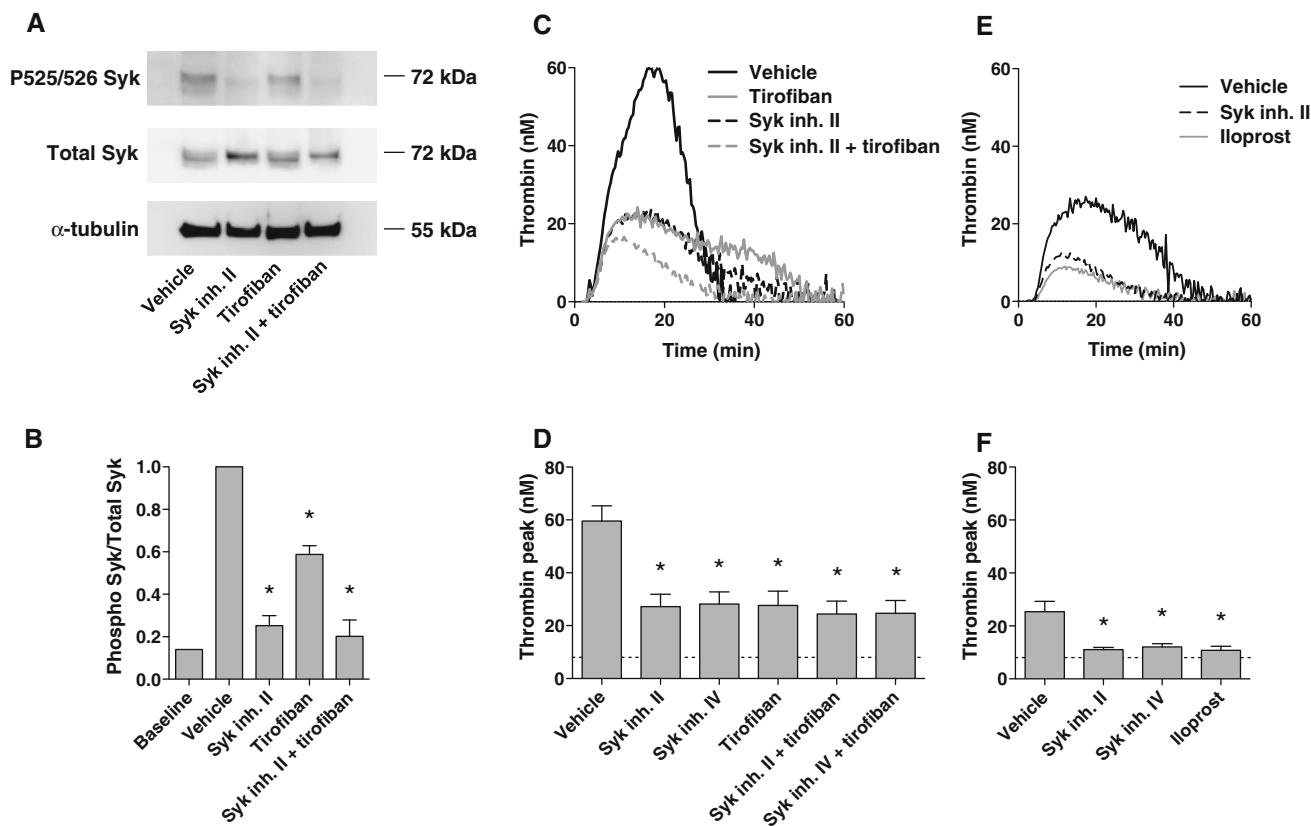 A
P525/526 Syk
72 kDa
Total Syk
72 kDa
α-tubulin
55 kDa
Vehicle
Syk inh. II
Tirofiban
Syk inh. II + tirofiban
B
Phospho Syk/Total Syk
1.0
0.8
0.6
0.4
0.2
0.0
*
*
*
Baseline
Vehicle
Syk inh. II
Tirofiban
Syk inh. II + tirofiban
C
Thrombin (nM)
60
40
20
0
0 20 40 60
Time (min)
Vehicle
Tirofiban
Syk inh. II
Syk inh. II + tirofiban
D
Thrombin peak (nM)
80
60
40
20
0
* * * * *
Vehicle
Syk inh. II
Syk inh. IV
Tirofiban
Syk inh. II + tirofiban
Syk inh. IV + tirofiban
E
Thrombin (nM)
60
40
20
0
0 20 40 60
Time (min)
Vehicle
Syk inh. II
Iloprost
F
Thrombin peak (nM)
80
60
40
20
0
* * *
Vehicle
Syk inh. II
Syk inh. IV
Iloprost